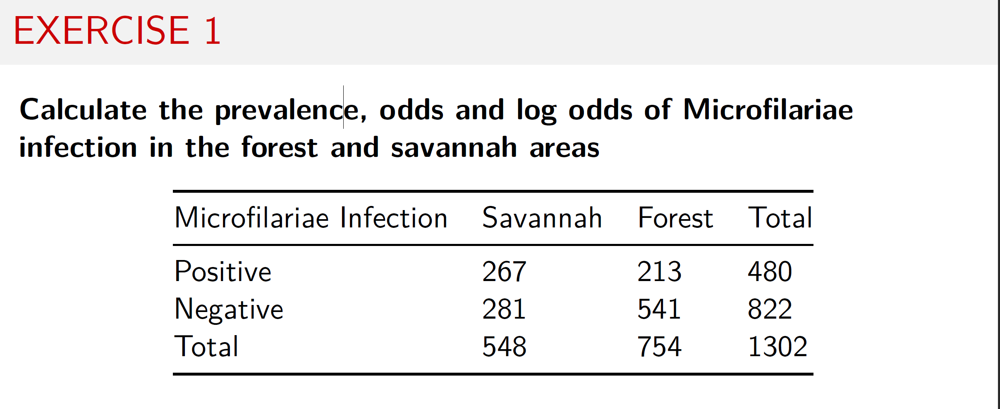 EXERCISE 1
Calculate the prevalence, odds and log odds of Microfilariae
infection in the forest and savannah areas
Microfilariae Infection Savannah Forest Total
Positive 267 213 480
Negative 281 541 822
Total 548 754 1302